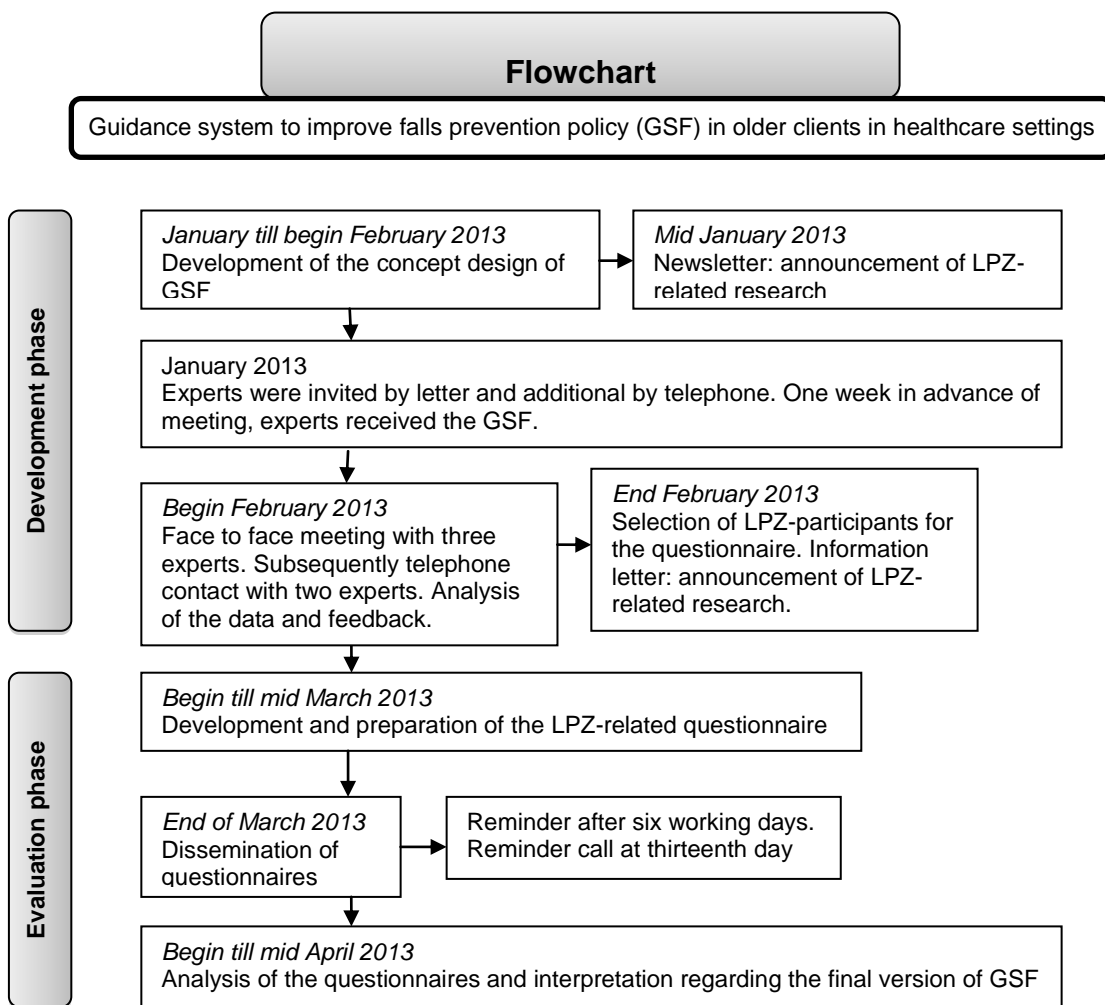 Flowchart
Guidance system to improve falls prevention policy (GSF) in older clients in healthcare settings
Development phase
January till begin February 2013
Development of the concept design of
GSF
Mid January 2013
Newsletter: announcement of LPZ-
related research
January 2013
Experts were invited by letter and additional by telephone. One week in advance of
meeting, experts received the GSF.
Begin February 2013
Face to face meeting with three
experts. Subsequently telephone
contact with two experts. Analysis
of the data and feedback.
End February 2013
Selection of LPZ-participants for
the questionnaire. Information
letter: announcement of LPZ-
related research.
Evaluation phase
Begin till mid March 2013
Development and preparation of the LPZ-related questionnaire
End of March 2013
Dissemination of
questionnaires
Reminder after six working days.
Reminder call at thirteenth day
Begin till mid April 2013
Analysis of the questionnaires and interpretation regarding the final version of GSF